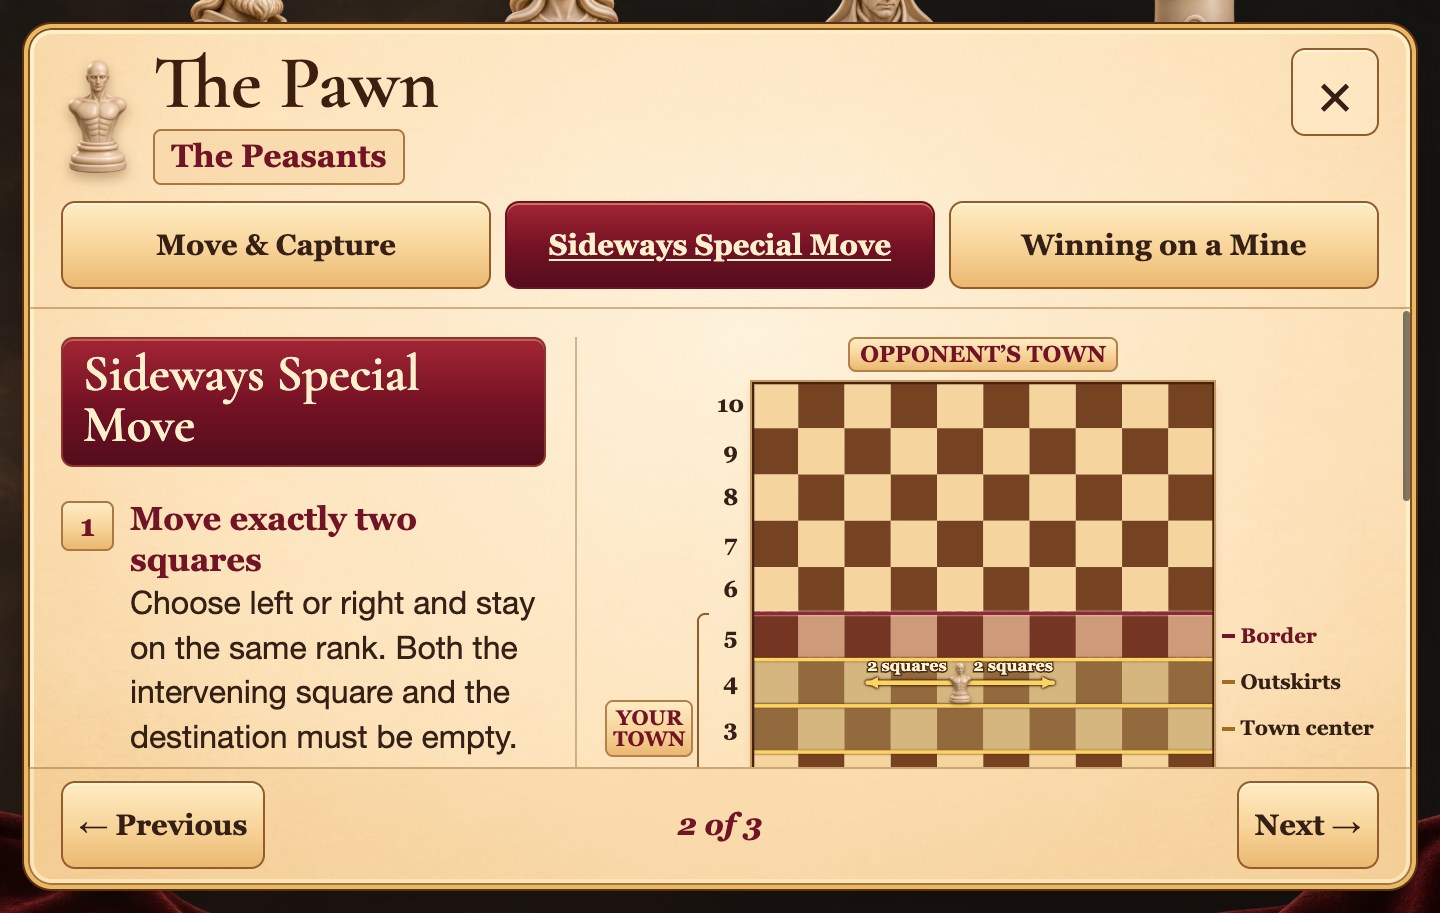 The Pawn
×
The Peasants
Move & Capture
Sideways Special Move
Winning on a Mine
Sideways Special
Move
1
Move exactly two
squares
Choose left or right and stay
on the same rank. Both the
intervening square and the
destination must be empty.
OPPONENT’S TOWN
10
9
8
7
6
5
Border
2 squares
2 squares
4
Outskirts
YOUR
TOWN
3
Town center
← Previous
2 of 3
Next →